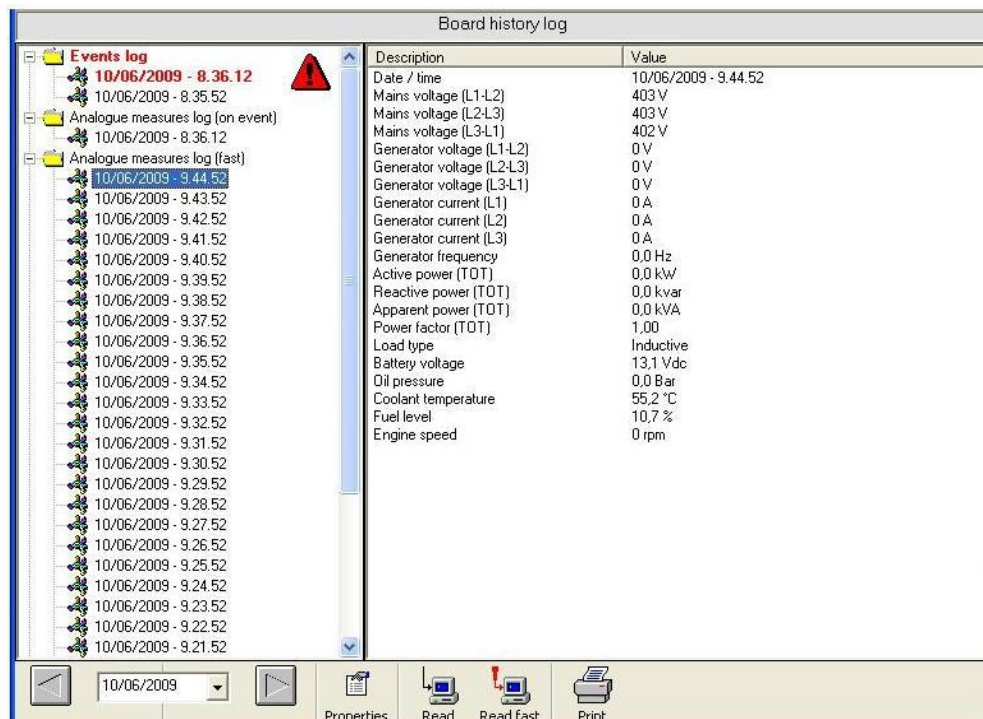 Board history log
Events log
10/06/2009 - 8.36.12
10/06/2009 - 8.35.52
Analogue measures log (on event)
10/06/2009 - 8.36.12
Analogue measures log (fast)
10/06/2009 - 9.44.52
10/06/2009 - 9.43.52
10/06/2009 - 9.42.52
10/06/2009 - 9.41.52
10/06/2009 - 9.40.52
10/06/2009 - 9.39.52
10/06/2009 - 9.38.52
10/06/2009 - 9.37.52
10/06/2009 - 9.36.52
10/06/2009 - 9.35.52
10/06/2009 - 9.34.52
10/06/2009 - 9.33.52
10/06/2009 - 9.32.52
10/06/2009 - 9.31.52
10/06/2009 - 9.30.52
10/06/2009 - 9.29.52
10/06/2009 - 9.28.52
10/06/2009 - 9.27.52
10/06/2009 - 9.26.52
10/06/2009 - 9.25.52
10/06/2009 - 9.24.52
10/06/2009 - 9.23.52
10/06/2009 - 9.22.52
10/06/2009 - 9.21.52
Description Value
Date / time 10/06/2009 - 9.44.52
Mains voltage (L1-L2) 403 V
Mains voltage (L2-L3) 403 V
Mains voltage (L3-L1) 402 V
Generator voltage (L1-L2) 0 V
Generator voltage (L2-L3) 0 V
Generator voltage (L3-L1) 0 V
Generator current (L1) 0 A
Generator current (L2) 0 A
Generator current (L3) 0 A
Generator frequency 0,0 Hz
Active power (TOT) 0,0 kW
Reactive power (TOT) 0,0 kvar
Apparent power (TOT) 0,0 kVA
Power factor (TOT) 1,00
Load type Inductive
Battery voltage 13,1 Vdc
Oil pressure 0,0 Bar
Coolant temperature 55,2 °C
Fuel level 10,7 %
Engine speed 0 rpm
10/06/2009
Properties Read Read fast Print